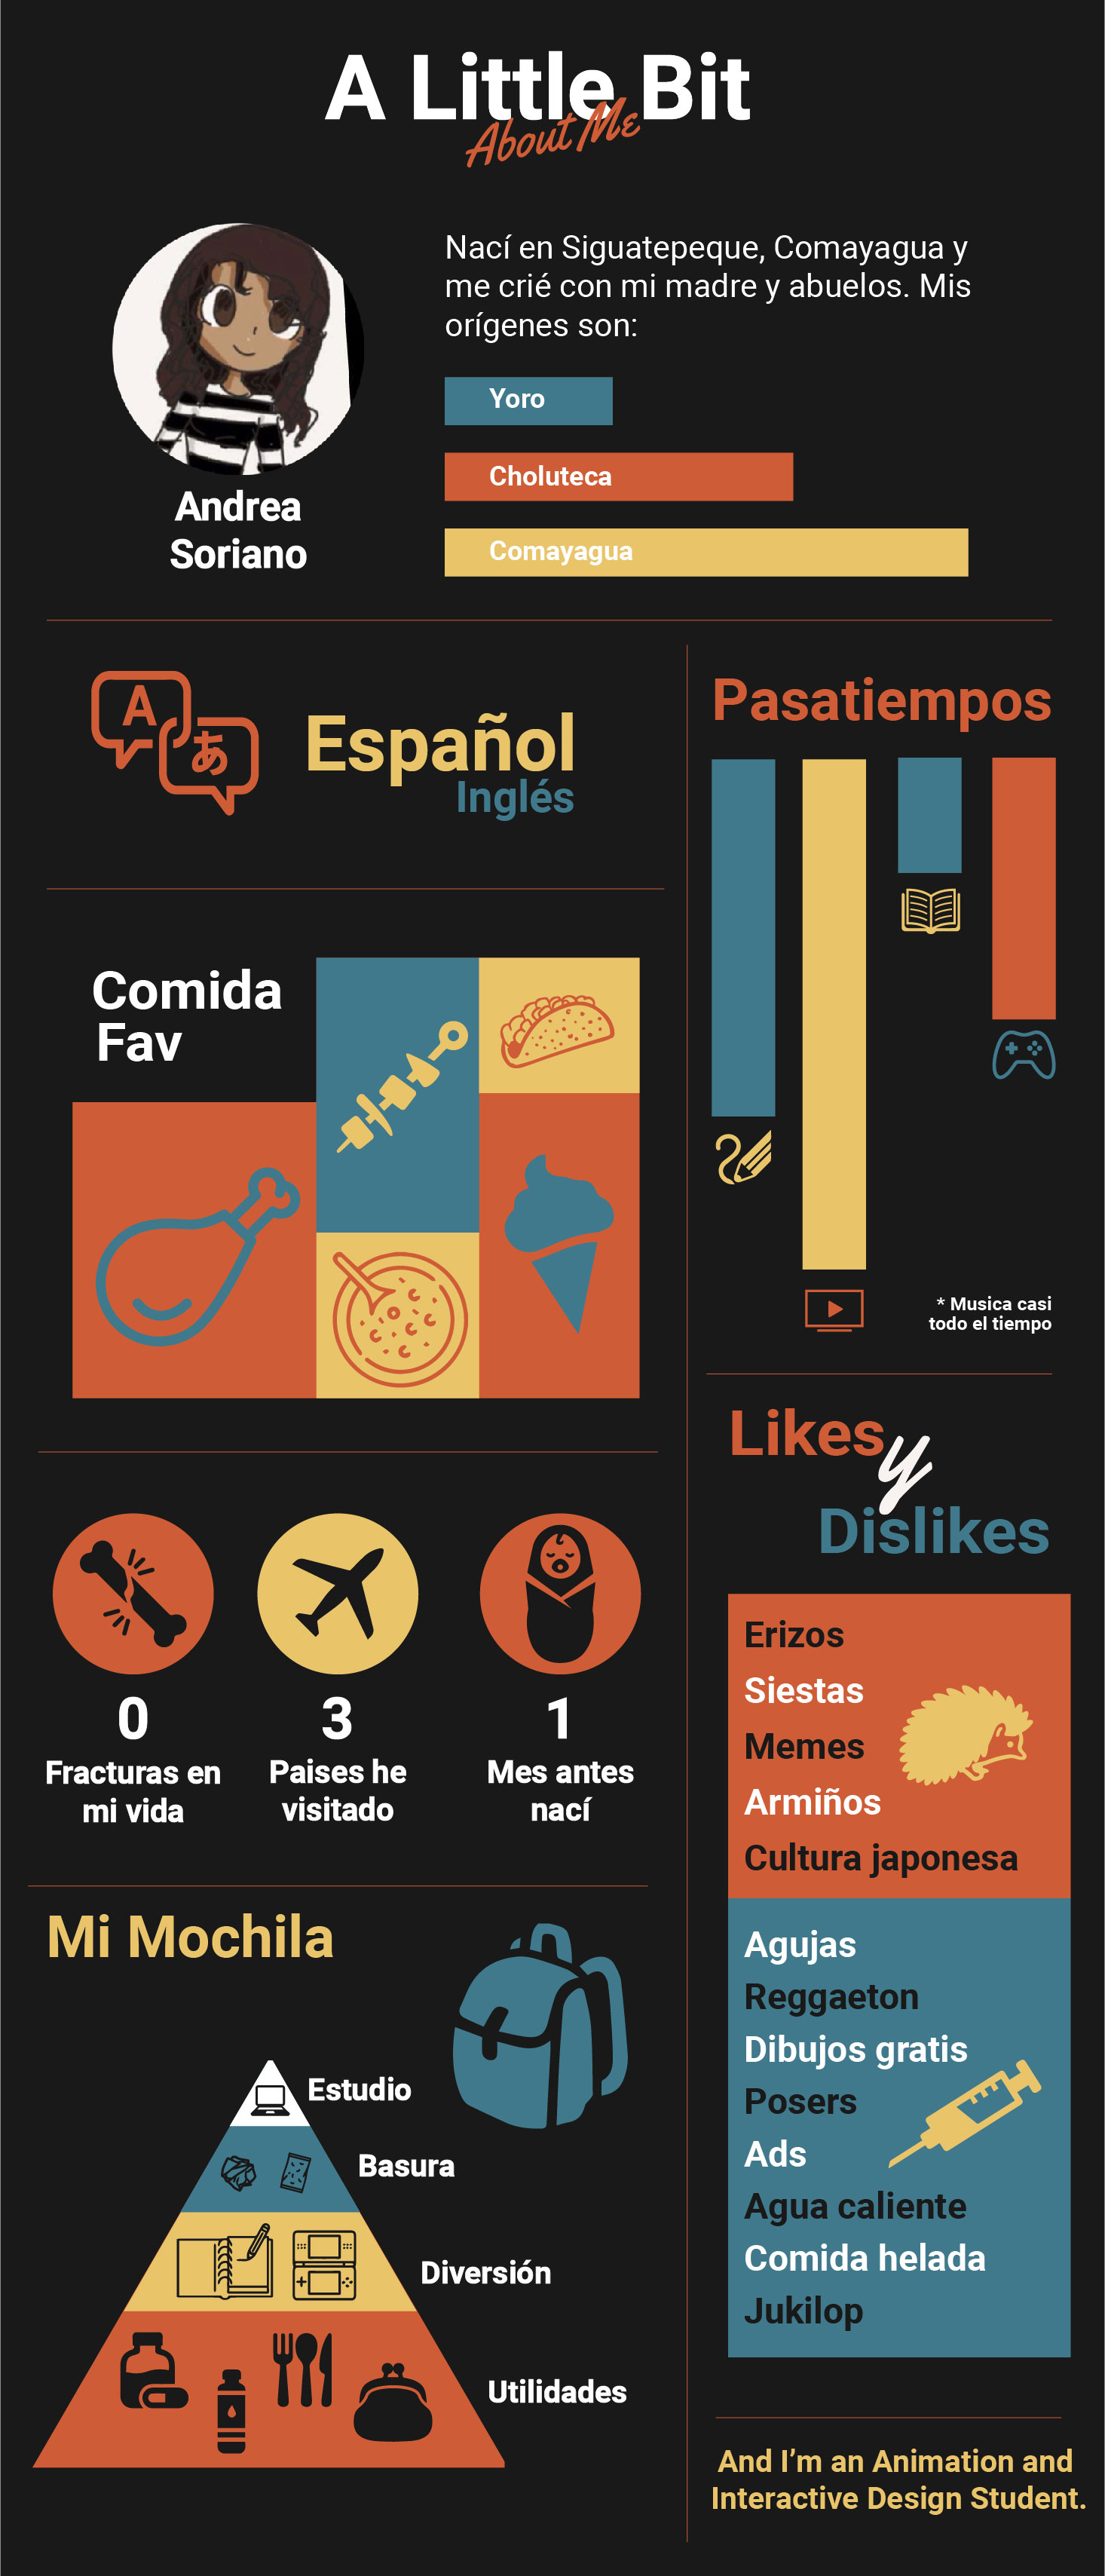 A Little Bit
About Me
Nací en Siguatepeque, Comayagua y
me crié con mi madre y abuelos. Mis
orígenes son:
Yoro
Choluteca
Comayagua
Andrea
Soriano
A
あ
Español
Inglés
Pasatiempos
* Musica casi
todo el tiempo
Comida
Fav
Likes
y
Dislikes
Erizos
Siestas
Memes
Armiños
Cultura japonesa
Agujas
Reggaeton
Dibujos gratis
Posers
Ads
Agua caliente
Comida helada
Jukilop
0
Fracturas en
mi vida
3
Paises he
visitado
1
Mes antes
nací
Mi Mochila
Estudio
Basura
Diversión
Utilidades
And I’m an Animation and
Interactive Design Student.